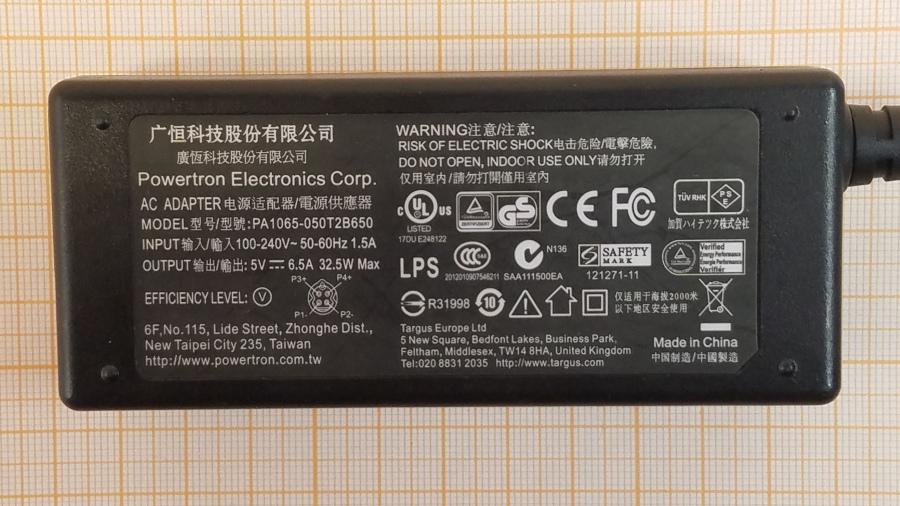 广恒科技股份有限公司
廣恆科技股份有限公司
Powertron Electronics Corp.
AC ADAPTER 电源适配器/電源供應器
MODEL 型号/型號:PA1065-050T2B650
INPUT 输入/輸入100-240V~ 50-60Hz 1.5A
OUTPUT 输出/輸出: 5V⎓ 6.5A 32.5W Max
P3+ P4+
EFFICIENCY LEVEL: V
P1- P2-
6F,No.115, Lide Street, Zhonghe Dist.,
New Taipei City 235, Taiwan
http://www.powertron.com.tw
WARNING注意/注意:
RISK OF ELECTRIC SHOCK电击危险/電擊危險,
DO NOT OPEN, INDOOR USE ONLY请勿打开
仅用室内/請勿打開僅用室內
c UL US
LISTED
17DU E248122
GS
CE FC
TÜV RHK
PS
E
加賀ハイテック株式会社
LPS
2012010907546211
N136
SAA111500EA
S SAFETY
MARK
121271-11
Verified
Energy Performance
Energy Performance
Verifiée
R31998
10
仅适用于海拔2000米
以下地区安全使用
Targus Europe Ltd
5 New Square, Bedfont Lakes, Business Park,
Feltham, Middlesex, TW14 8HA, United Kingdom
Tel:020 8831 2035 http://www.targus.com
Made in China
中国制造/中國製造